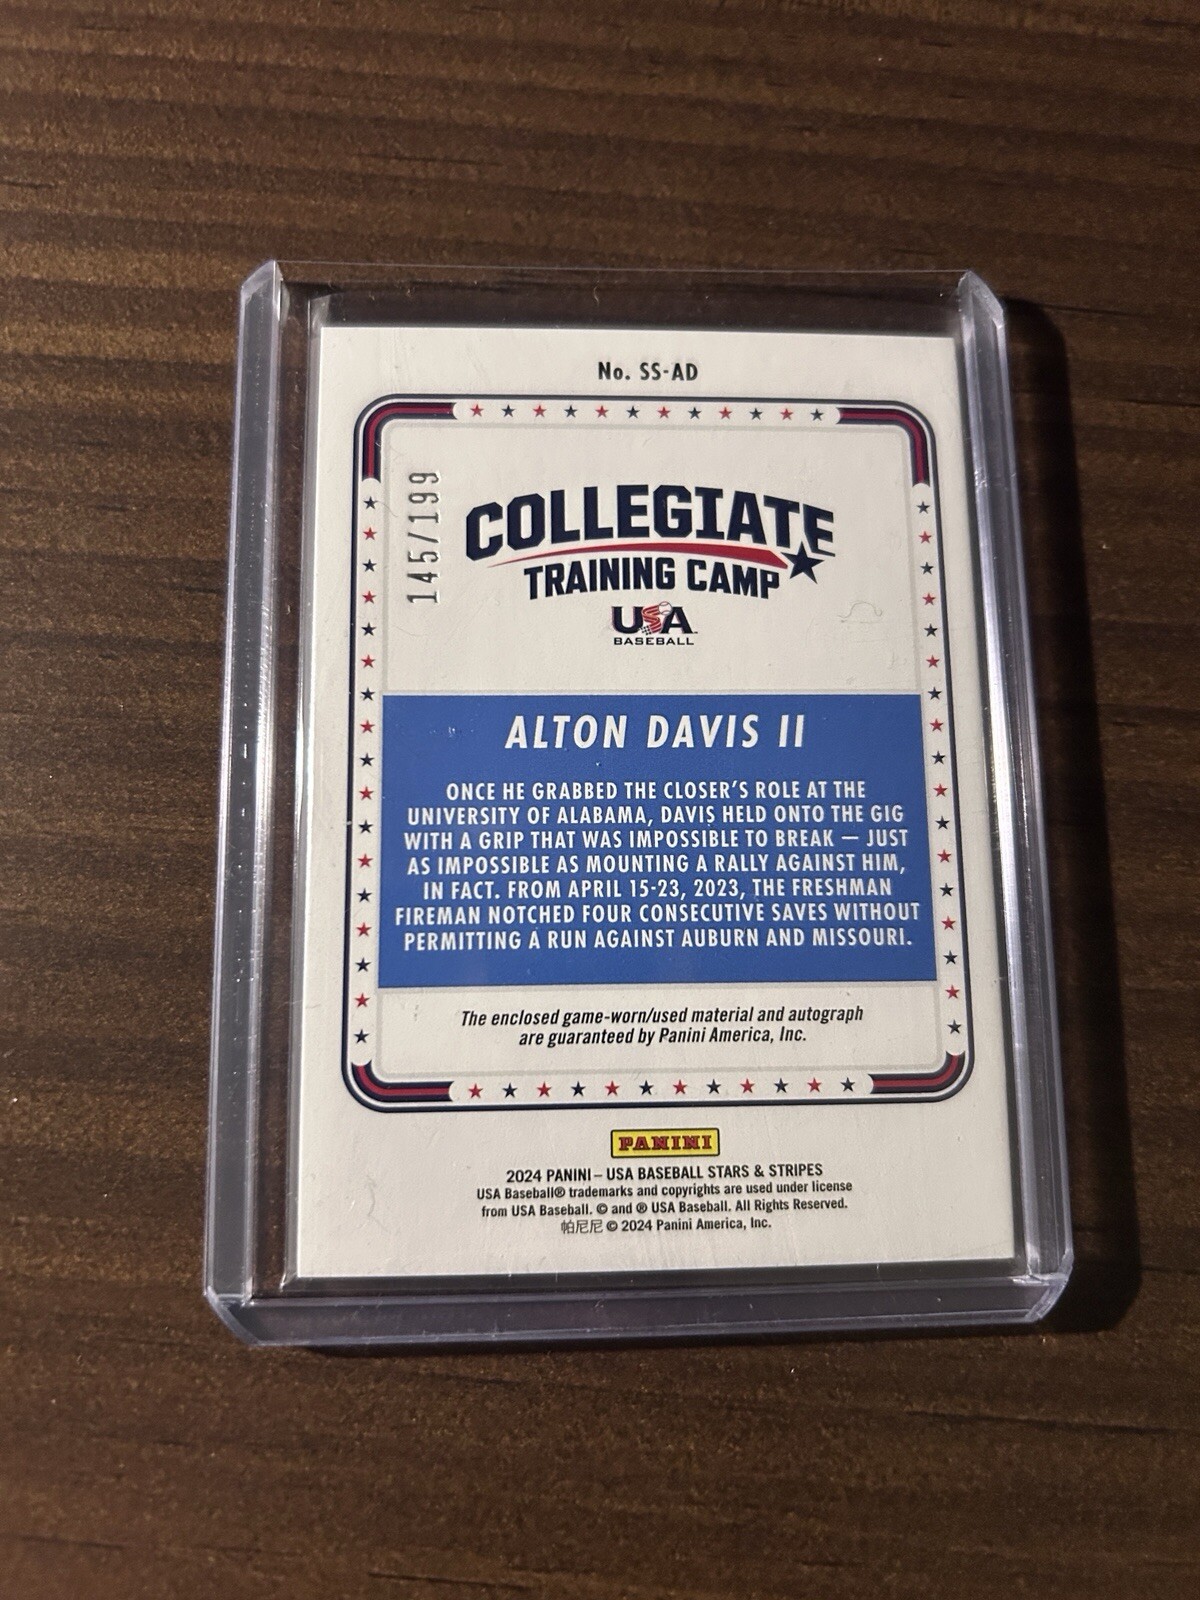 No. SS-AD
145/199
COLLEGIATE
TRAINING CAMP
USA
BASEBALL
ALTON DAVIS II
ONCE HE GRABBED THE CLOSER'S ROLE AT THE
UNIVERSITY OF ALABAMA, DAVIS HELD ONTO THE GIG
WITH A GRIP THAT WAS IMPOSSIBLE TO BREAK — JUST
AS IMPOSSIBLE AS MOUNTING A RALLY AGAINST HIM,
IN FACT. FROM APRIL 15-23, 2023, THE FRESHMAN
FIREMAN NOTCHED FOUR CONSECUTIVE SAVES WITHOUT
PERMITTING A RUN AGAINST AUBURN AND MISSOURI.
The enclosed game-worn/used material and autograph
are guaranteed by Panini America, Inc.
PANINI
2024 PANINI – USA BASEBALL STARS & STRIPES
USA Baseball® trademarks and copyrights are used under license
from USA Baseball. © and ® USA Baseball. All Rights Reserved.
帕尼尼 © 2024 Panini America, Inc.